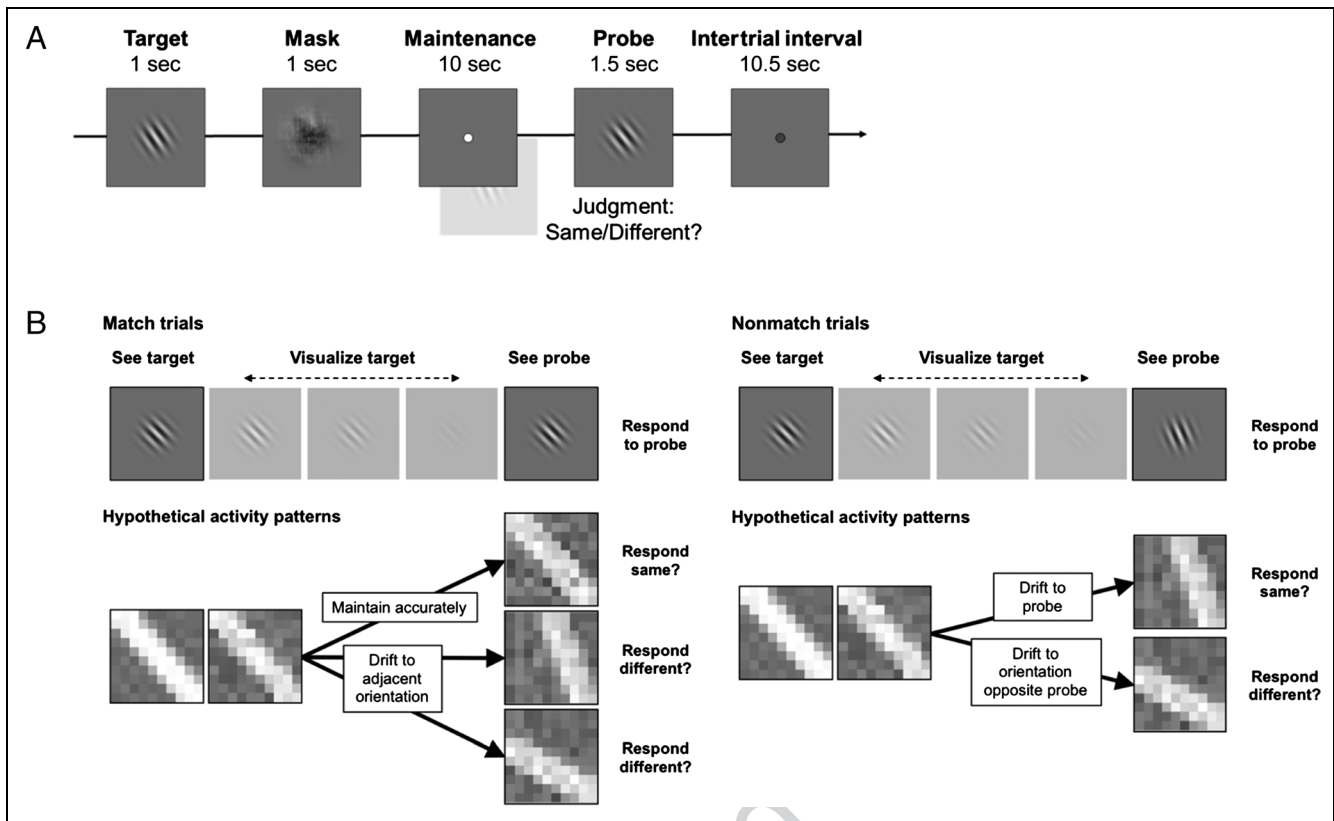 A
Target
1 sec
Mask
1 sec
Maintenance
10 sec
Probe
1.5 sec
Intertrial interval
10.5 sec
Judgment:
Same/Different?
B
Match trials
See target
Visualize target
See probe
Respond
to probe
Hypothetical activity patterns
Maintain accurately
Drift to
adjacent
orientation
Respond
same?
Respond
different?
Respond
different?
Nonmatch trials
See target
Visualize target
See probe
Respond
to probe
Hypothetical activity patterns
Drift to
probe
Drift to
orientation
opposite probe
Respond
same?
Respond
different?